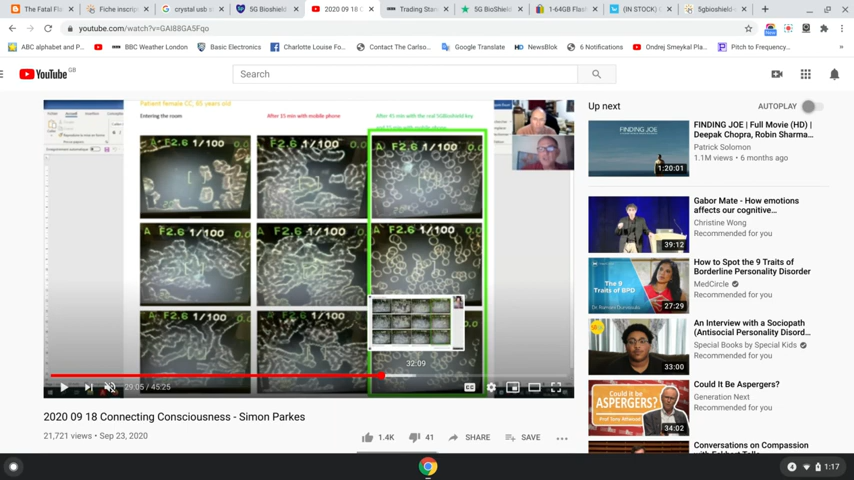 The Fatal Fla
Fiche inscrip
crystal usb s
5G Bioshield
2020 09 18 C
Trading Stan
5G BioShield
1-64GB Flas
(IN STOCK) C
5gbioshield
youtube.com/watch?v=GAI88GA5Fqo
ABC alphabet and p
BBC Weather London
Basic Electronics
Charlotte Louise Fo...
Contact The Carlso...
Google Translate
NewsBlok
6 Notifications
Ondrej Smeykal Pla...
Pitch to Frequency...
YouTube GB
Search
Patient female CC, 65 years old
Entering the room
After 15 min with mobile phone
After 45 min with the real 5GBioshield key
F2.6 1/100
F2.6 1/100
A F2.6 1/100
A F2.6 1/100
A F2.6 1/100
A F2.6 1/100
32:09
29:05 / 45:25
2020 09 18 Connecting Consciousness - Simon Parkes
21,721 views • Sep 23, 2020
1.4K
41
SHARE
SAVE
Up next
AUTOPLAY
FINDING JOE
1:20:01
FINDING JOE | Full Movie (HD) |
Deepak Chopra, Robin Sharma...
Patrick Solomon
1.1M views • 6 months ago
39:12
Gabor Mate - How emotions
affects our cognitive...
Christine Wong
Recommended for you
The 9
Traits of
BPD
27:29
How to Spot the 9 Traits of
Borderline Personality Disorder
MedCircle
Recommended for you
33:00
An Interview with a Sociopath
(Antisocial Personality Disord...
Special Books by Special Kids
Recommended for you
Could it be
ASPERGERS?
34:02
Could It Be Aspergers?
Generation Next
Recommended for you
Conversations on Compassion
1:17